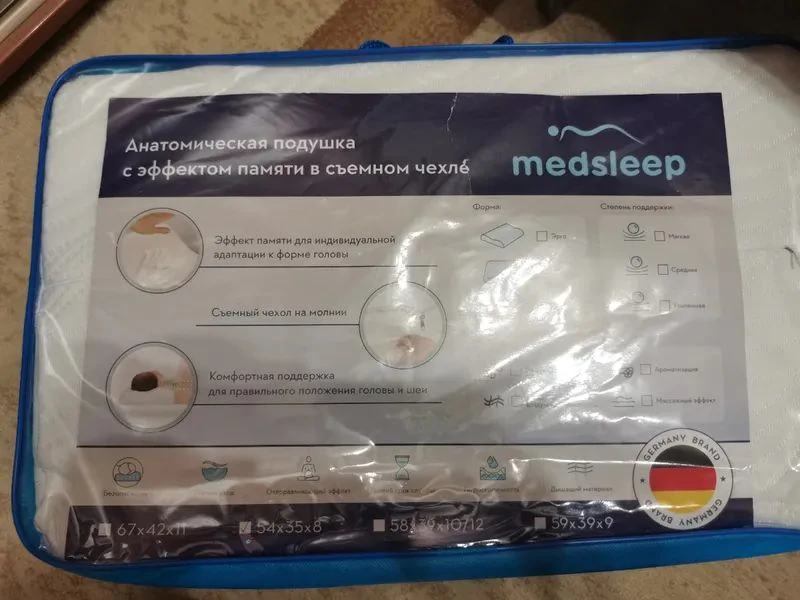 Анатомическая подушка
с эффектом памяти в съемном чехле
medsleep
Эффект памяти для индивидуальной
адаптации к форме головы
Съемный чехол на молнии
Комфортная поддержка
для правильного положения головы и шеи
Форма:
Эрго
Степень поддержки:
Мягкая
Средняя
Усиленная
Ароматизация
Массажный эффект
эффект
Дышащий материал
GERMANY BRAND
GERMANY BRAND
67x42x11
54x35x8
58x39x10/12
59x39x9